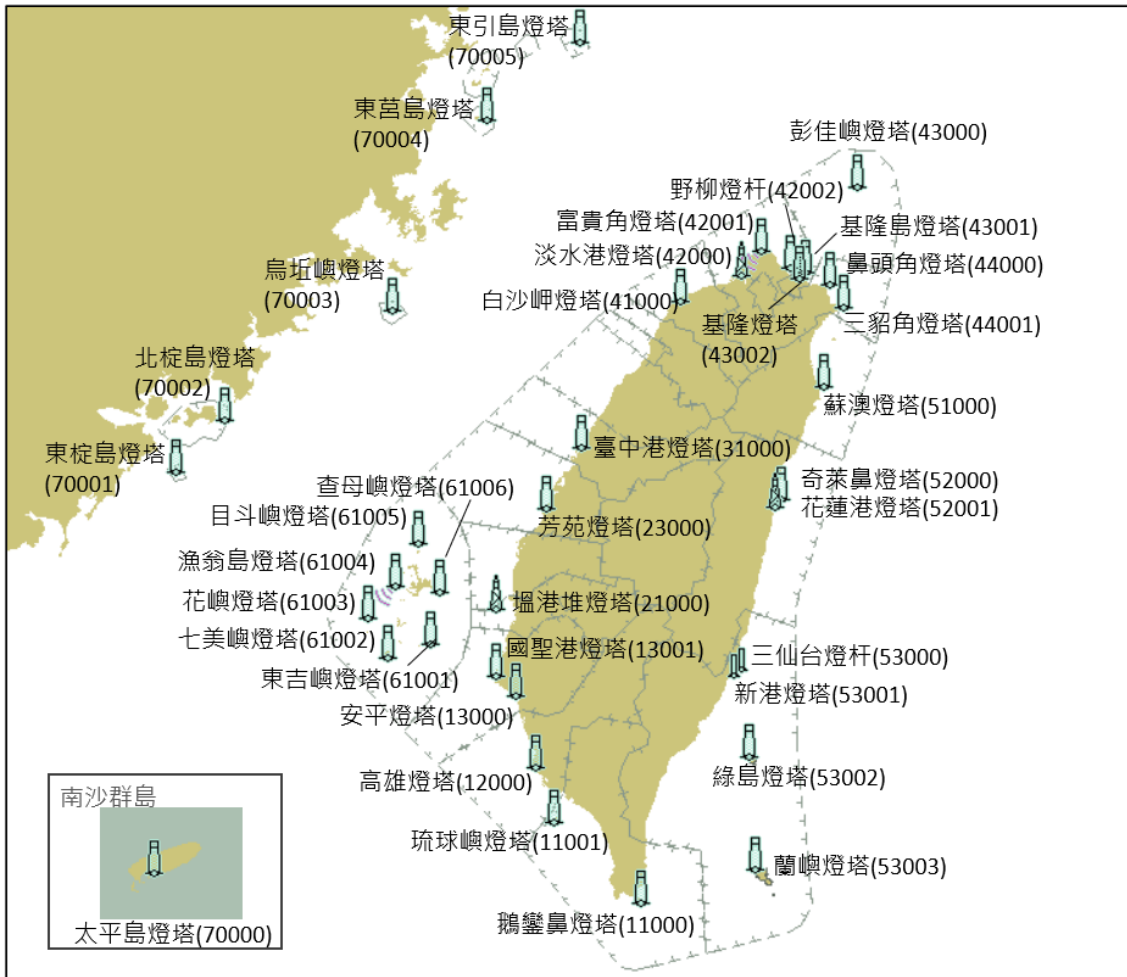 東引島燈塔
(70005)
東莒島燈塔
(70004)
彭佳嶼燈塔(43000)
野柳燈杆(42002)
富貴角燈塔(42001)
基隆島燈塔(43001)
淡水港燈塔(42000)
鼻頭角燈塔(44000)
烏坵嶼燈塔
(70003)
白沙岬燈塔(41000)
基隆燈塔
(43002)
三貂角燈塔(44001)
北椗島燈塔
(70002)
蘇澳燈塔(51000)
東椗島燈塔
(70001)
臺中港燈塔(31000)
查母嶼燈塔(61006)
奇萊鼻燈塔(52000)
花蓮港燈塔(52001)
目斗嶼燈塔(61005)
芳苑燈塔(23000)
漁翁島燈塔(61004)
花嶼燈塔(61003)
塭港堆燈塔(21000)
七美嶼燈塔(61002)
國聖港燈塔(13001)
三仙台燈杆(53000)
東吉嶼燈塔(61001)
新港燈塔(53001)
安平燈塔(13000)
高雄燈塔(12000)
綠島燈塔(53002)
南沙群島
琉球嶼燈塔(11001)
蘭嶼燈塔(53003)
太平島燈塔(70000)
鵝鑾鼻燈塔(11000)